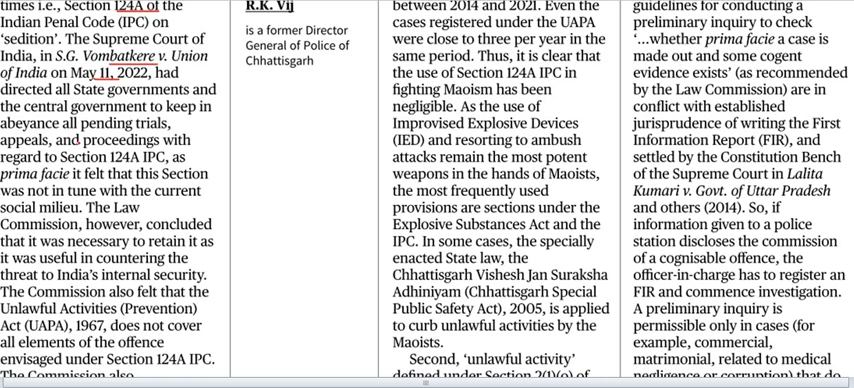 times i.e., Section 124A of the
Indian Penal Code (IPC) on
‘sedition’. The Supreme Court of
India, in S.G. Vombatkere v. Union
of India on May 11, 2022, had
directed all State governments and
the central government to keep in
abeyance all pending trials,
appeals, and proceedings with
regard to Section 124A IPC, as
prima facie it felt that this Section
was not in tune with the current
social milieu. The Law
Commission, however, concluded
that it was necessary to retain it as
it was useful in countering the
threat to India’s internal security.
The Commission also felt that the
Unlawful Activities (Prevention)
Act (UAPA), 1967, does not cover
all elements of the offence
envisaged under Section 124A IPC.
The Commission also
R.K. Vij
is a former Director
General of Police of
Chhattisgarh
between 2014 and 2021. Even the
cases registered under the UAPA
were close to three per year in the
same period. Thus, it is clear that
the use of Section 124A IPC in
fighting Maoism has been
negligible. As the use of
Improvised Explosive Devices
(IED) and resorting to ambush
attacks remain the most potent
weapons in the hands of Maoists,
the most frequently used
provisions are sections under the
Explosive Substances Act and the
IPC. In some cases, the specially
enacted State law, the
Chhattisgarh Vishesh Jan Suraksha
Adhiniyam (Chhattisgarh Special
Public Safety Act), 2005, is applied
to curb unlawful activities by the
Maoists.
Second, ‘unlawful activity’
defined under Section 2(1)(o) of
guidelines for conducting a
preliminary inquiry to check
‘...whether prima facie a case is
made out and some cogent
evidence exists’ (as recommended
by the Law Commission) are in
conflict with established
jurisprudence of writing the First
Information Report (FIR), and
settled by the Constitution Bench
of the Supreme Court in Lalita
Kumari v. Govt. of Uttar Pradesh
and others (2014). So, if
information given to a police
station discloses the commission
of a cognisable offence, the
officer-in-charge has to register an
FIR and commence investigation.
A preliminary inquiry is
permissible only in cases (for
example, commercial,
matrimonial, related to medical
negligence or corruption) that do